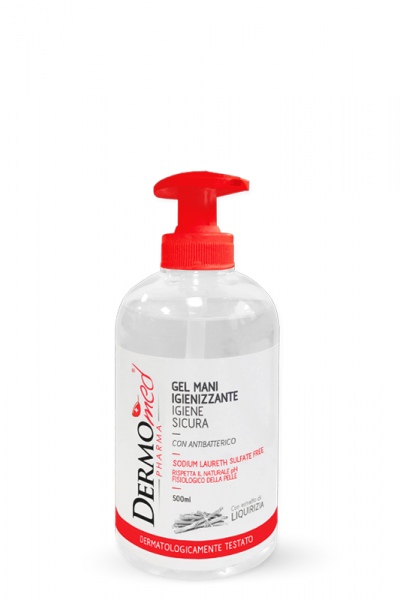 DERMOmed®
PHARMA
GEL MANI
IGIENIZZANTE
IGIENE
SICURA
CON ANTIBATTERICO
SODIUM LAURETH SULFATE FREE
RISPETTA IL NATURALE pH
FISIOLOGICO DELLA PELLE
500ml
Con estratto di
LIQUIRIZIA
DERMATOLOGICAMENTE TESTATO